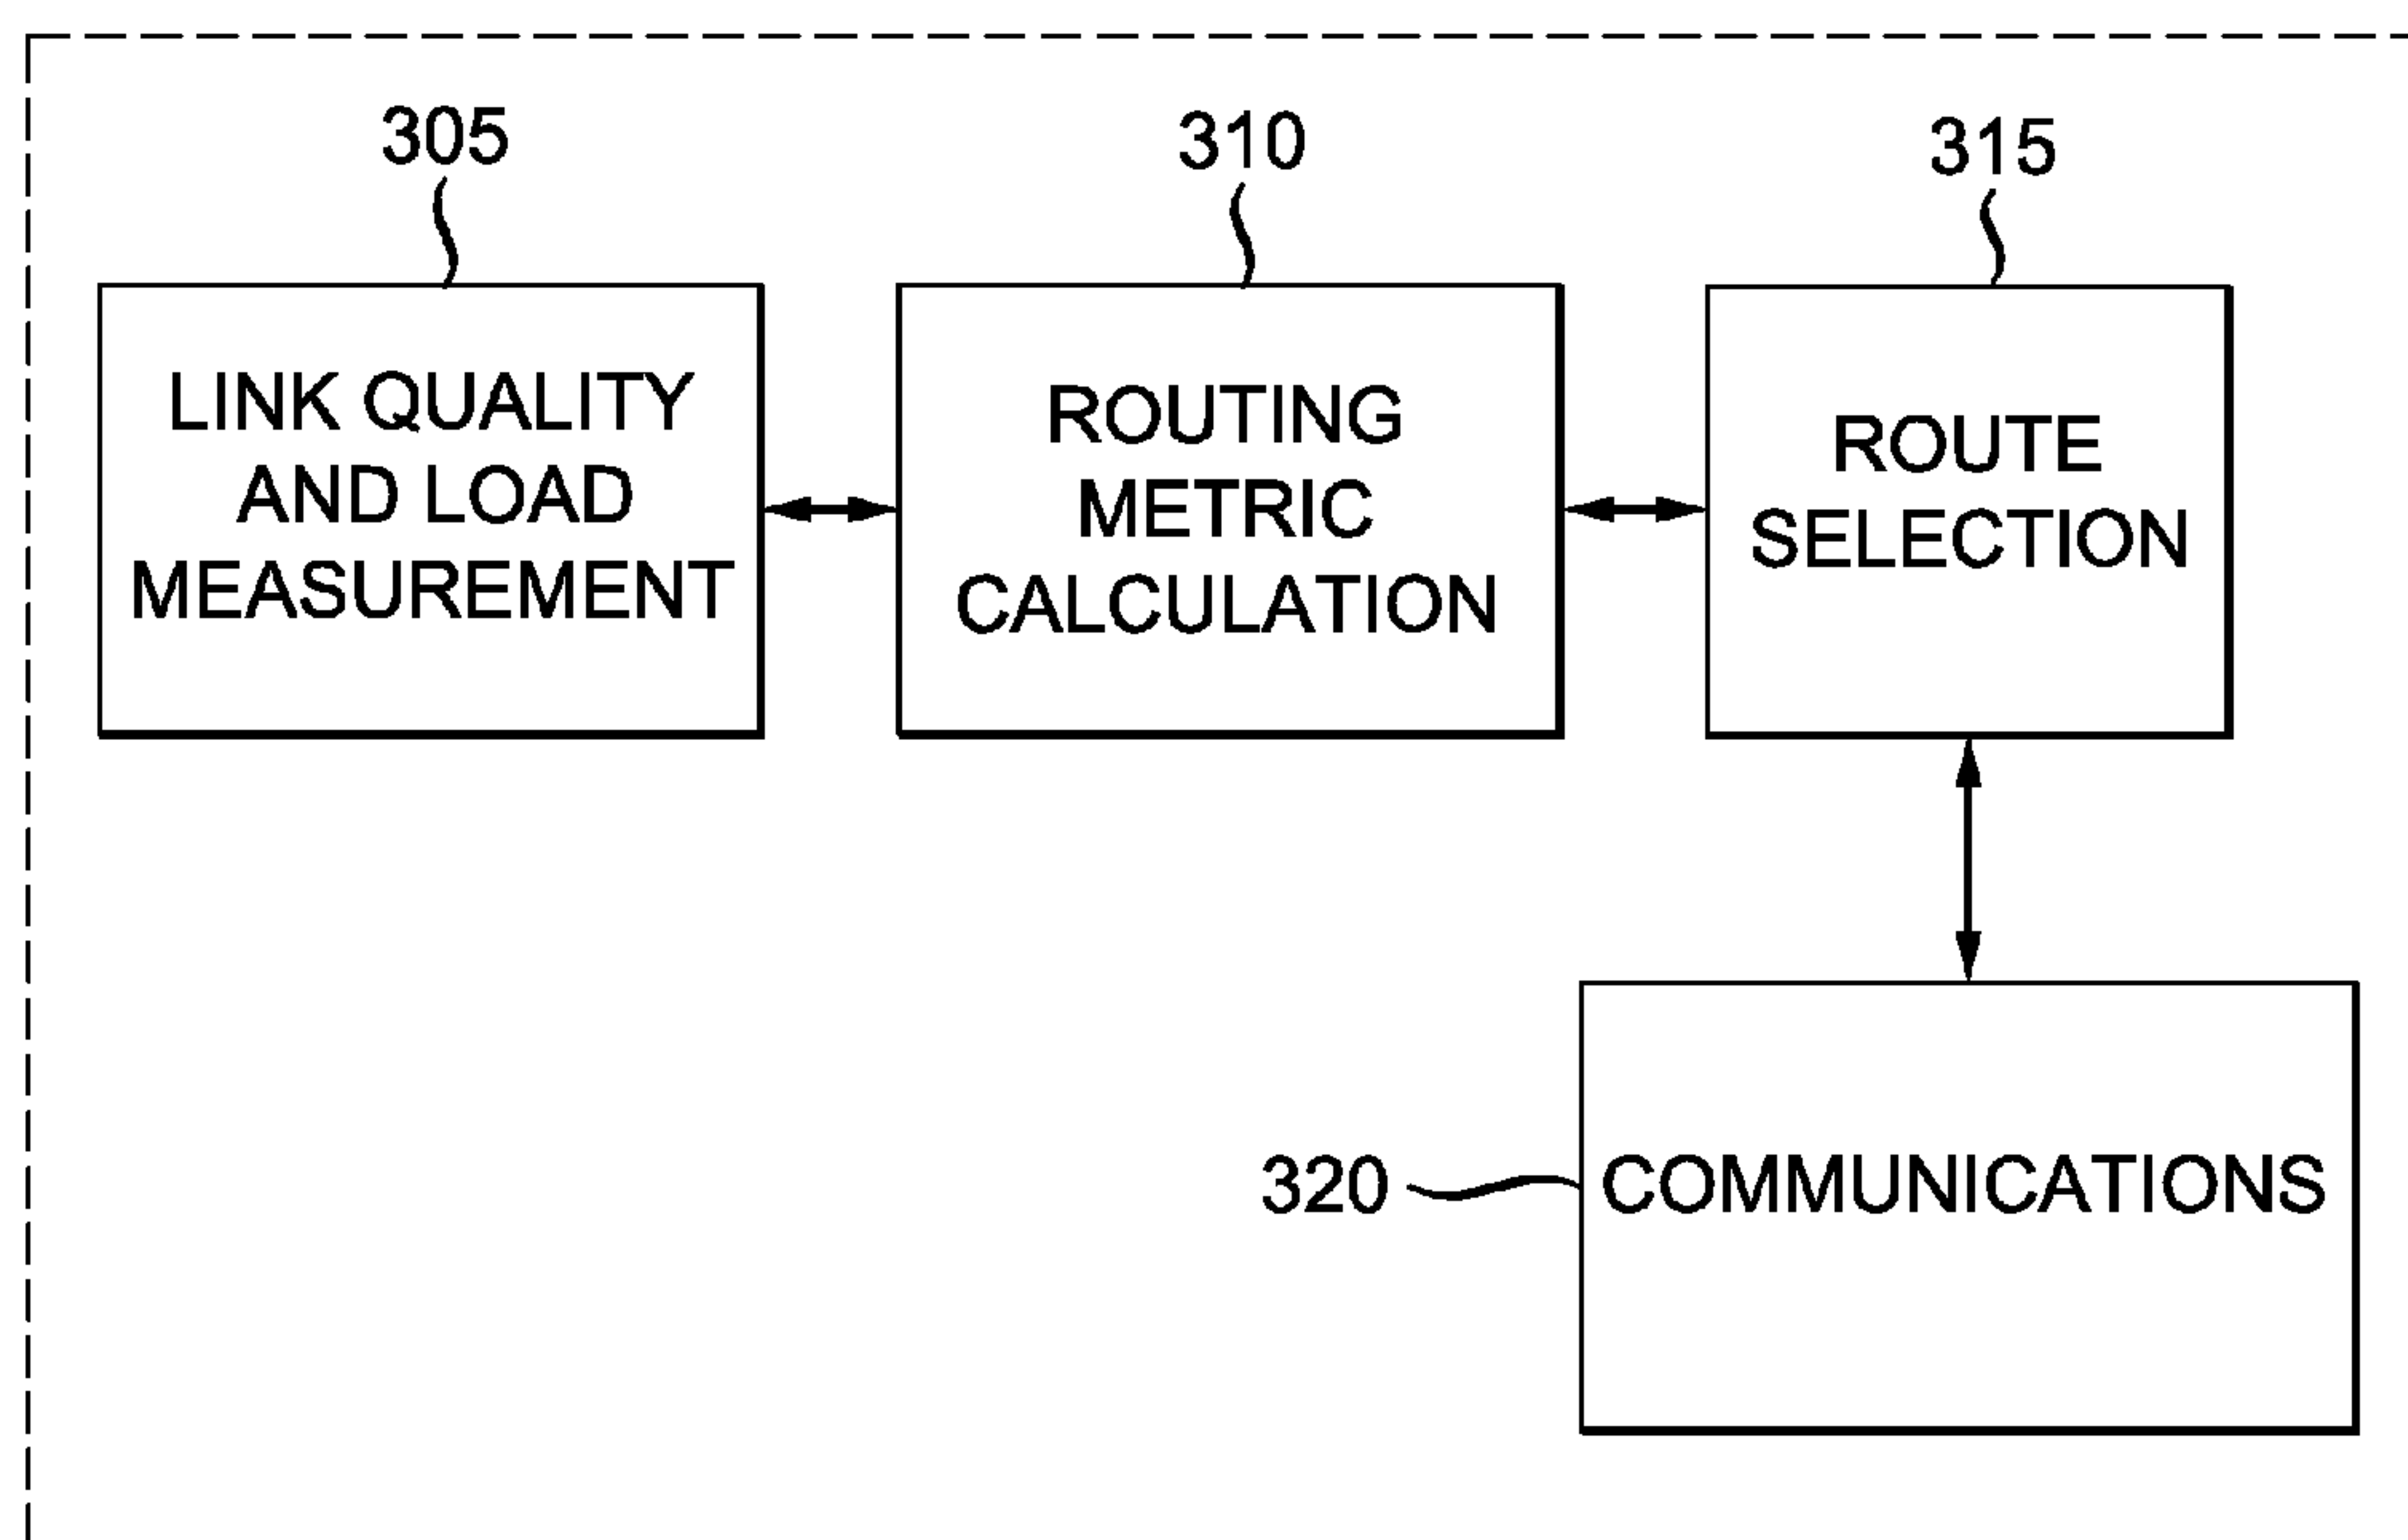 305
310
315
LINK QUALITY
AND LOAD
MEASUREMENT
ROUTING
METRIC
CALCULATION
ROUTE
SELECTION
320
COMMUNICATIONS